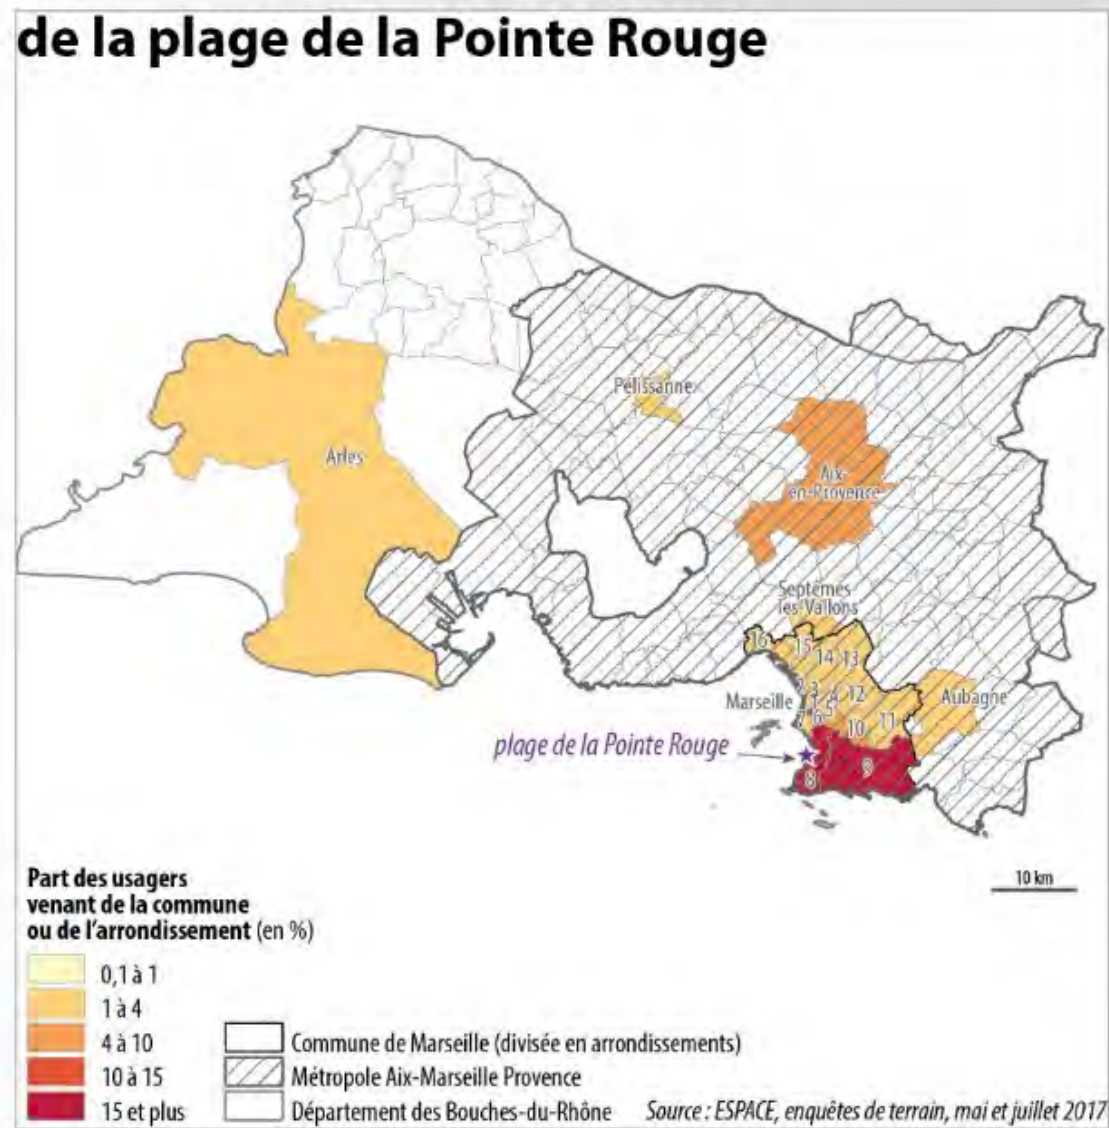 de la plage de la Pointe Rouge
Pélissanne
Arles
Aix-
en-Provence
Septèmes
les-Vallons
16
15
14
13
2
3
4
12
Aubagne
Marseille
1
5
7
6
10
11
plage de la Pointe Rouge
9
8
10 km
Part des usagers
venant de la commune
ou de l'arrondissement (en %)
0,1 à 1
1 à 4
4 à 10
10 à 15
15 et plus
Commune de Marseille (divisée en arrondissements)
Métropole Aix-Marseille Provence
Département des Bouches-du-Rhône
Source : ESPACE, enquêtes de terrain, mai et juillet 2017